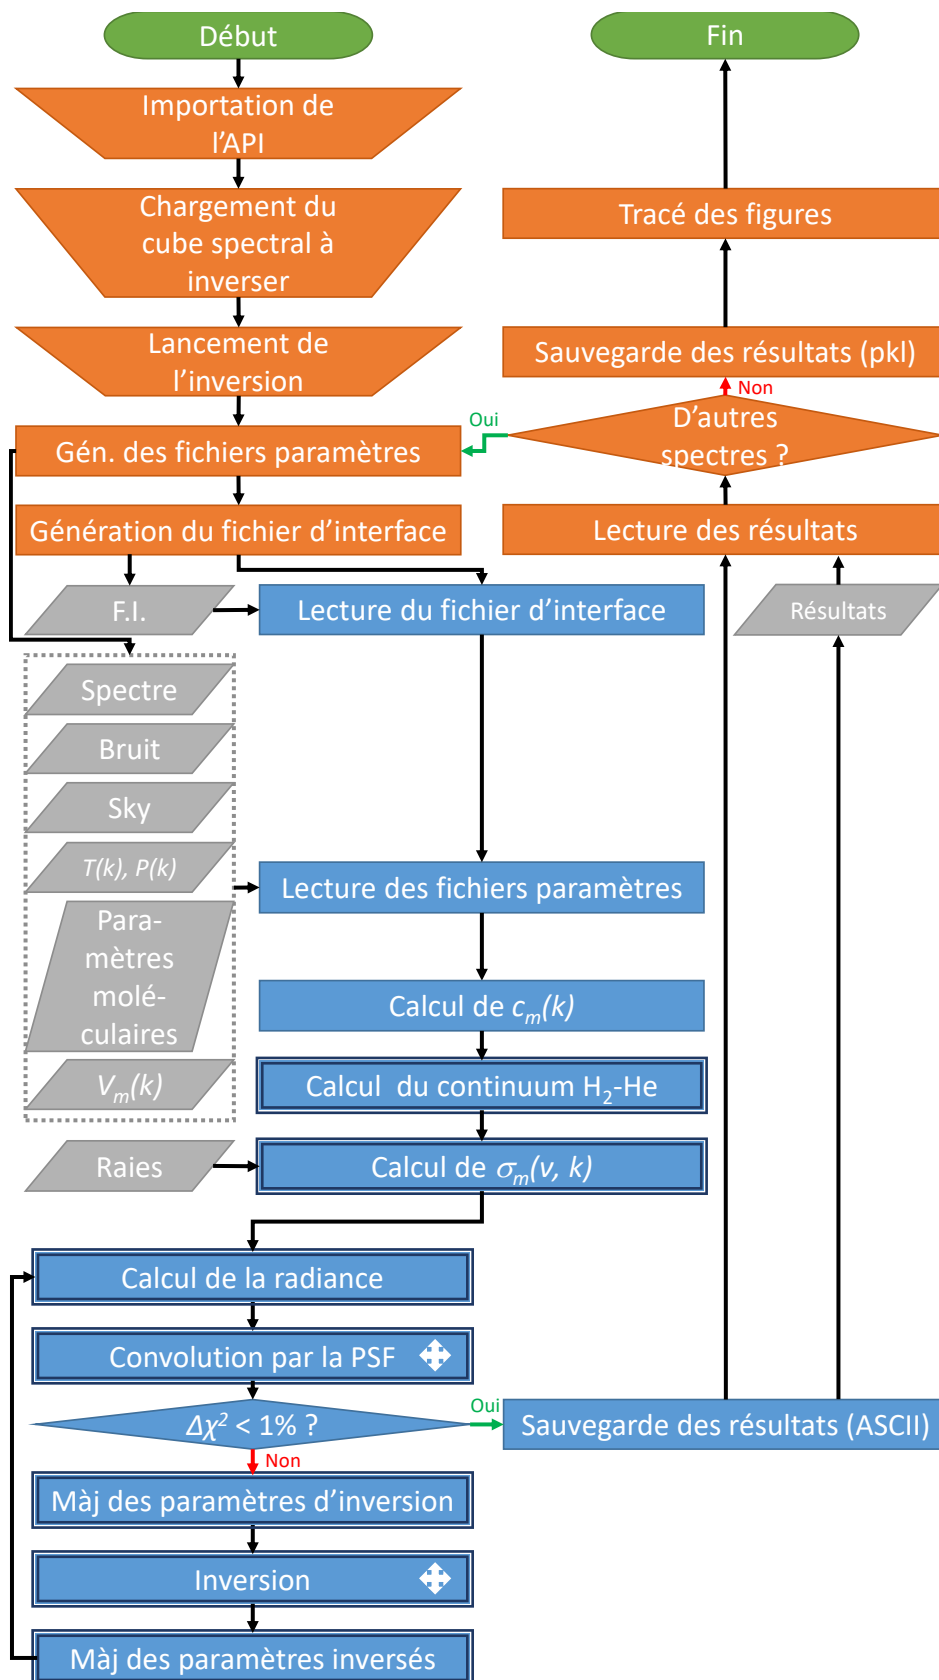 Début
Fin
Importation de
l'API
Chargement du
cube spectral à
inverser
Tracé des figures
Lancement de
l'inversion
Sauvegarde des résultats (pkl)
Non
Oui
D'autres
spectres ?
Gén. des fichiers paramètres
Génération du fichier d'interface
Lecture des résultats
F.I.
Lecture du fichier d'interface
Résultats
Spectre
Bruit
Sky
T(k), P(k)
Lecture des fichiers paramètres
Para-
mètres
molé-
culaires
Calcul de cₘ(k)
Calcul du continuum H₂-He
Vₘ(k)
Raies
Calcul de σₘ(ν, k)
Calcul de la radiance
Convolution par la PSF
Δχ² < 1% ?
Oui
Sauvegarde des résultats (ASCII)
Non
Màj des paramètres d'inversion
Inversion
Màj des paramètres inversés